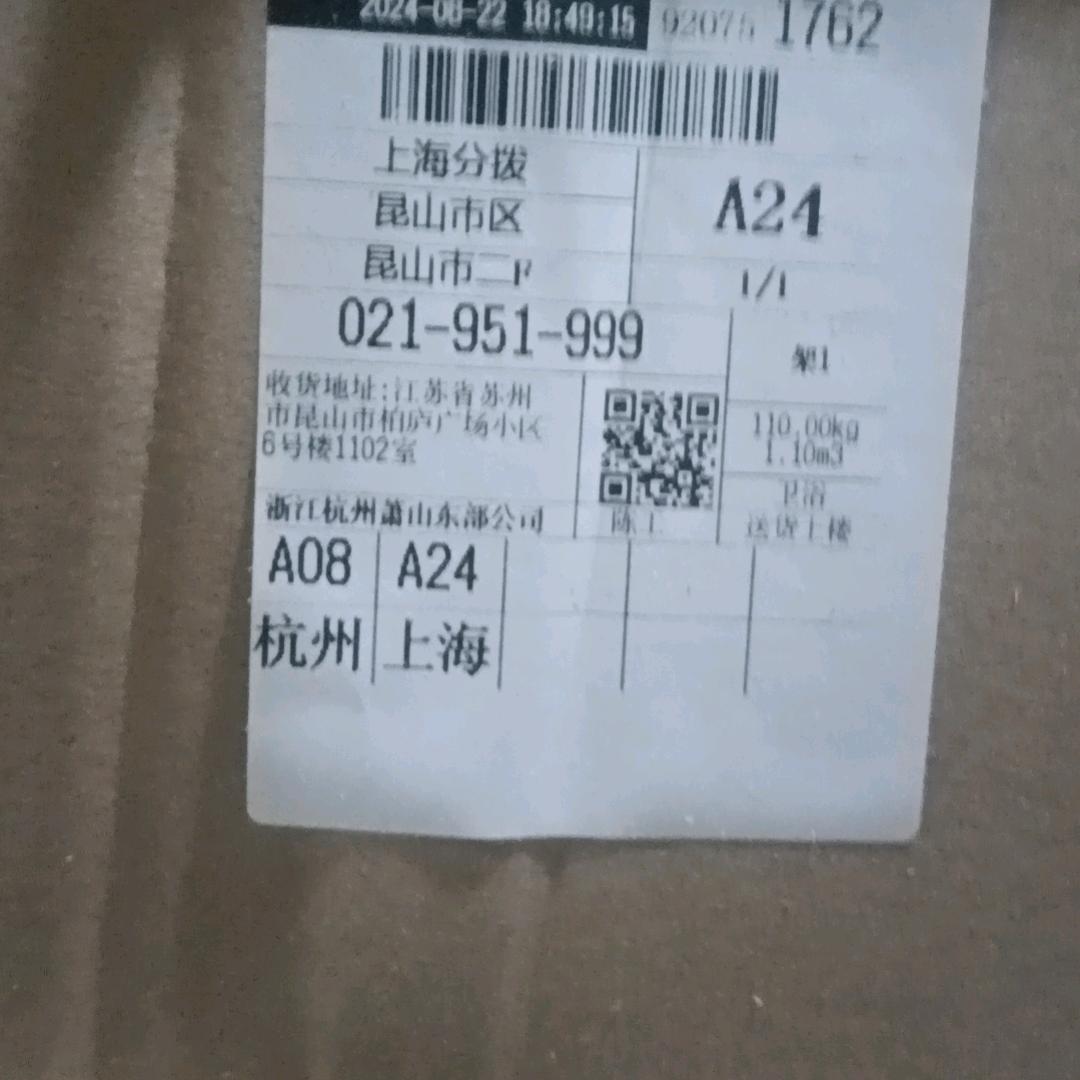 2024-08-22 18:49:15
920751762
上海分拨
A24
昆山市区
昆山市二P
1/1
021-951-999
架1
收货地址:江苏省苏州
市昆山市柏庐广场小区
6号楼1102室
110.00kg
1.10m3
卫浴
浙江杭州萧山东部公司
陈工
送货上楼
A08
A24
杭州
上海